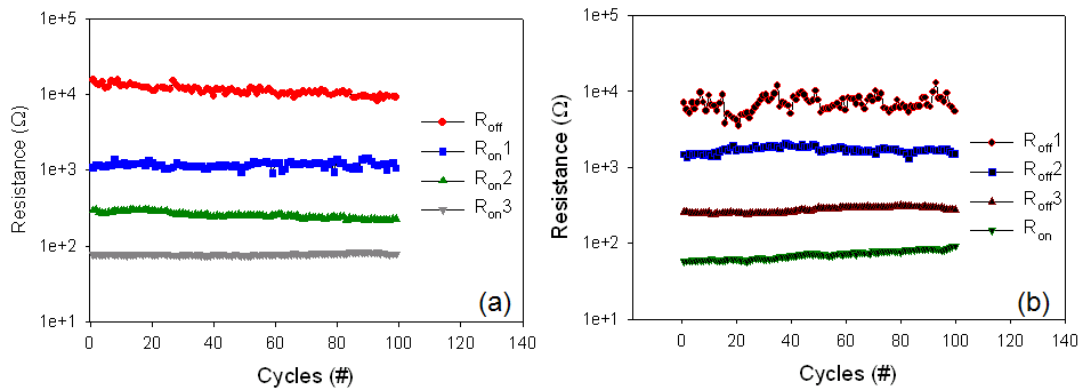 1e+5
1e+4
1e+3
1e+2
1e+1
Resistance (Ω)
0 20 40 60 80 100 120 140
Cycles (#)
Roff
Ron1
Ron2
Ron3
(a)
1e+5
1e+4
1e+3
1e+2
1e+1
Resistance (Ω)
0 20 40 60 80 100 120 140
Cycles (#)
Roff1
Roff2
Roff3
Ron
(b)